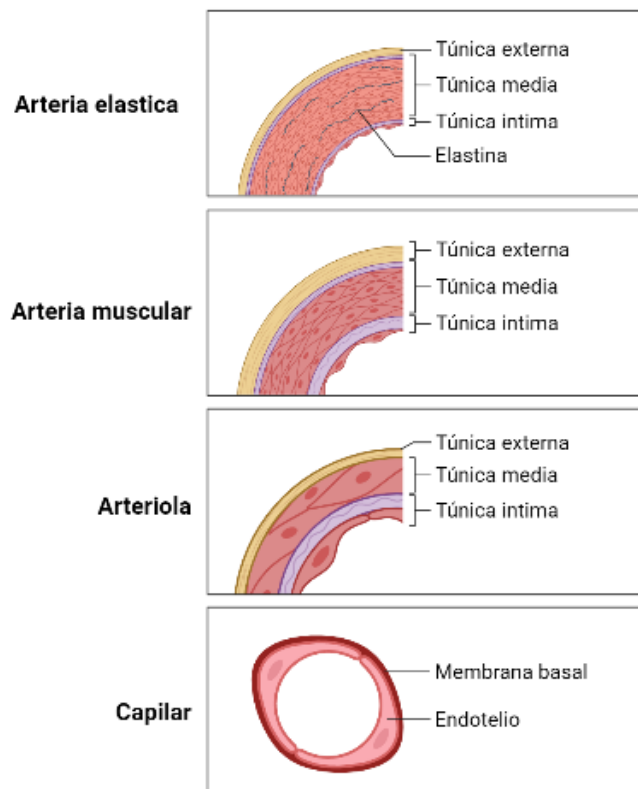 Arteria elastica
Túnica externa
Túnica media
Túnica intima
Elastina
Arteria muscular
Túnica externa
Túnica media
Túnica intima
Arteriola
Túnica externa
Túnica media
Túnica intima
Capilar
Membrana basal
Endotelio